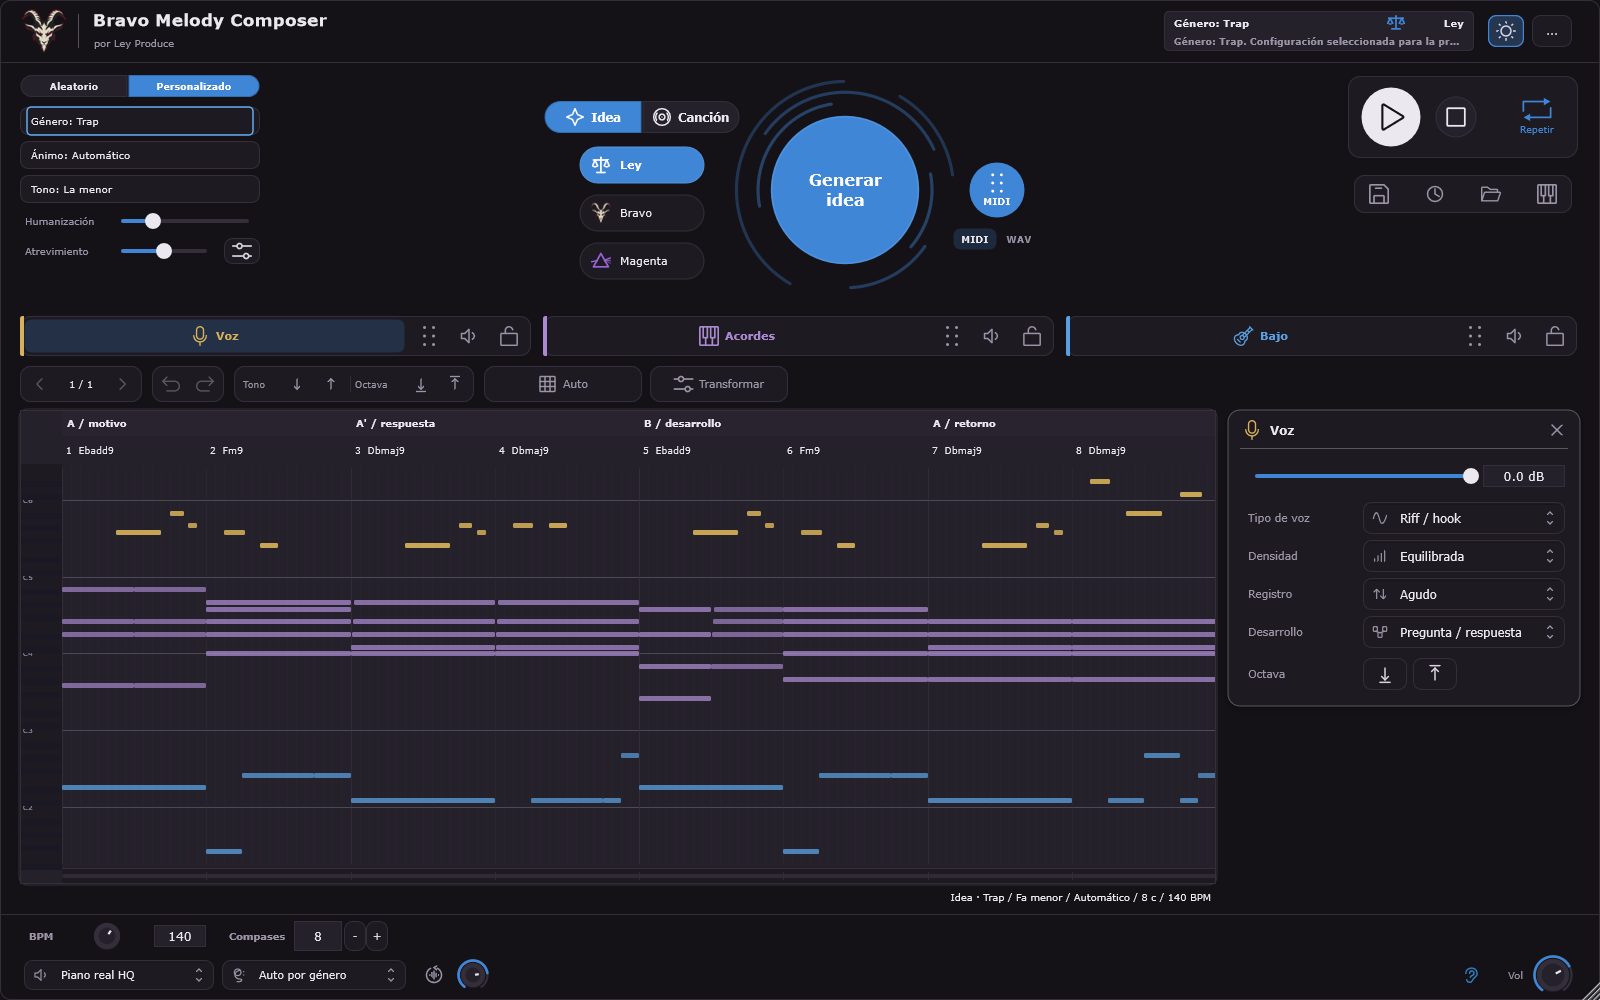 Bravo Melody Composer
por Ley Produce
Género: Trap
Ley
Género: Trap. Configuración seleccionada para la pr...
...
Aleatorio
Personalizado
Género: Trap
Ánimo: Automático
Tono: La menor
Humanización
Atrevimiento
Idea
Canción
Ley
Bravo
Magenta
Generar
idea
MIDI
MIDI
WAV
Repetir
Voz
Acordes
Bajo
1 / 1
Tono
Octava
Auto
Transformar
A / motivo
A' / respuesta
B / desarrollo
A / retorno
1 Ebadd9
2 Fm9
3 Dbmaj9
4 Dbmaj9
5 Ebadd9
6 Fm9
7 Dbmaj9
8 Dbmaj9
C6
C5
C4
C3
C2
Voz
0.0 dB
Tipo de voz
Riff / hook
Densidad
Equilibrada
Registro
Agudo
Desarrollo
Pregunta / respuesta
Octava
Idea · Trap / Fa menor / Automático / 8 c / 140 BPM
BPM
140
Compases
8
-
+
Piano real HQ
Auto por género
Vol